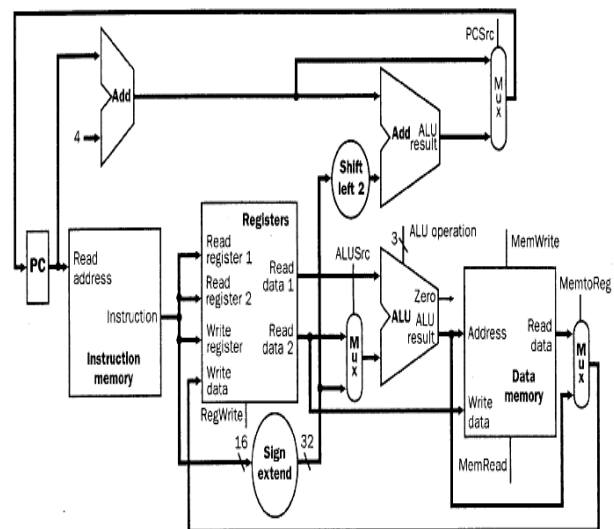 PCSrc
Mux
Add
4
Add ALU
result
Shift
left 2
PC
Read
address
Instruction
Instruction
memory
Registers
Read
register 1
Read
register 2
Write
register
Write
data
Read
data 1
Read
data 2
RegWrite
16
Sign
extend
32
ALUSrc
Mux
3
ALU operation
Zero
ALU ALU
result
MemWrite
Address
Read
data
Data
memory
Write
data
MemRead
MemtoReg
Mux